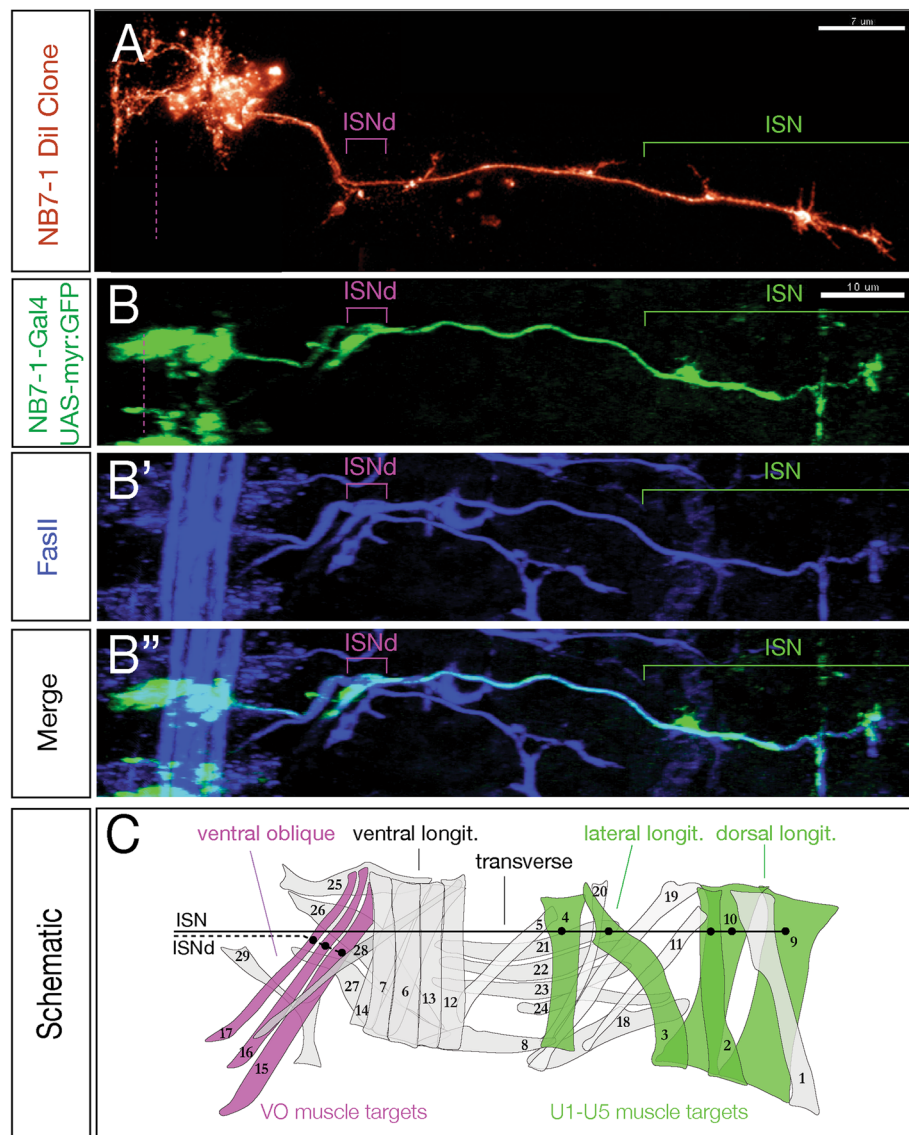 NB7-1 DiI Clone
A
7 um
ISNd
ISN
NB7-1-Gal4
UAS-myr:GFP
B
10 um
ISNd
ISN
FasII
B'
ISNd
ISN
Merge
B"
ISNd
ISN
Schematic
C
ventral oblique
ventral longit.
transverse
lateral longit.
dorsal longit.
ISN
ISNd
25
26
28
29
27
14
7
6
13
12
17
16
15
5
4
20
19
21
22
23
24
8
18
11
10
9
3
2
1
VO muscle targets
U1-U5 muscle targets